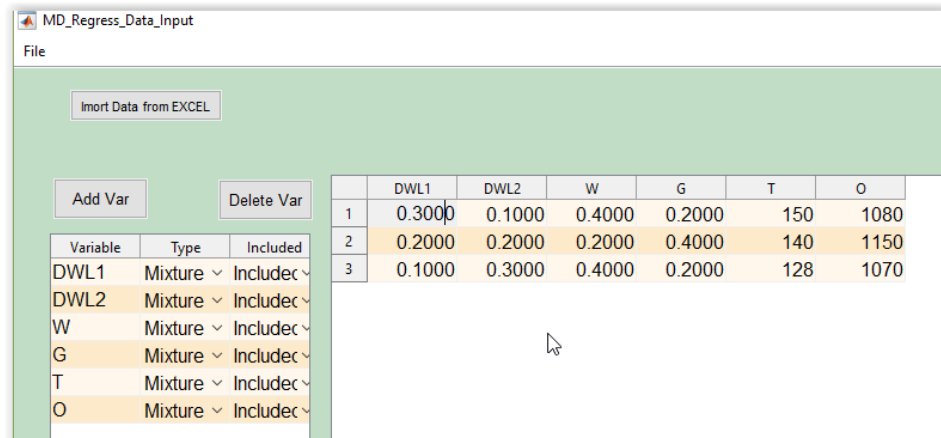 MD_Regress_Data_Input
File
Imort Data from EXCEL
Add Var
Delete Var
Variable Type Included
DWL1 Mixture Includec
DWL2 Mixture Includec
W Mixture Includec
G Mixture Includec
T Mixture Includec
O Mixture Includec
DWL1 DWL2 W G T O
1 0.3000 0.1000 0.4000 0.2000 150 1080
2 0.2000 0.2000 0.2000 0.4000 140 1150
3 0.1000 0.3000 0.4000 0.2000 128 1070